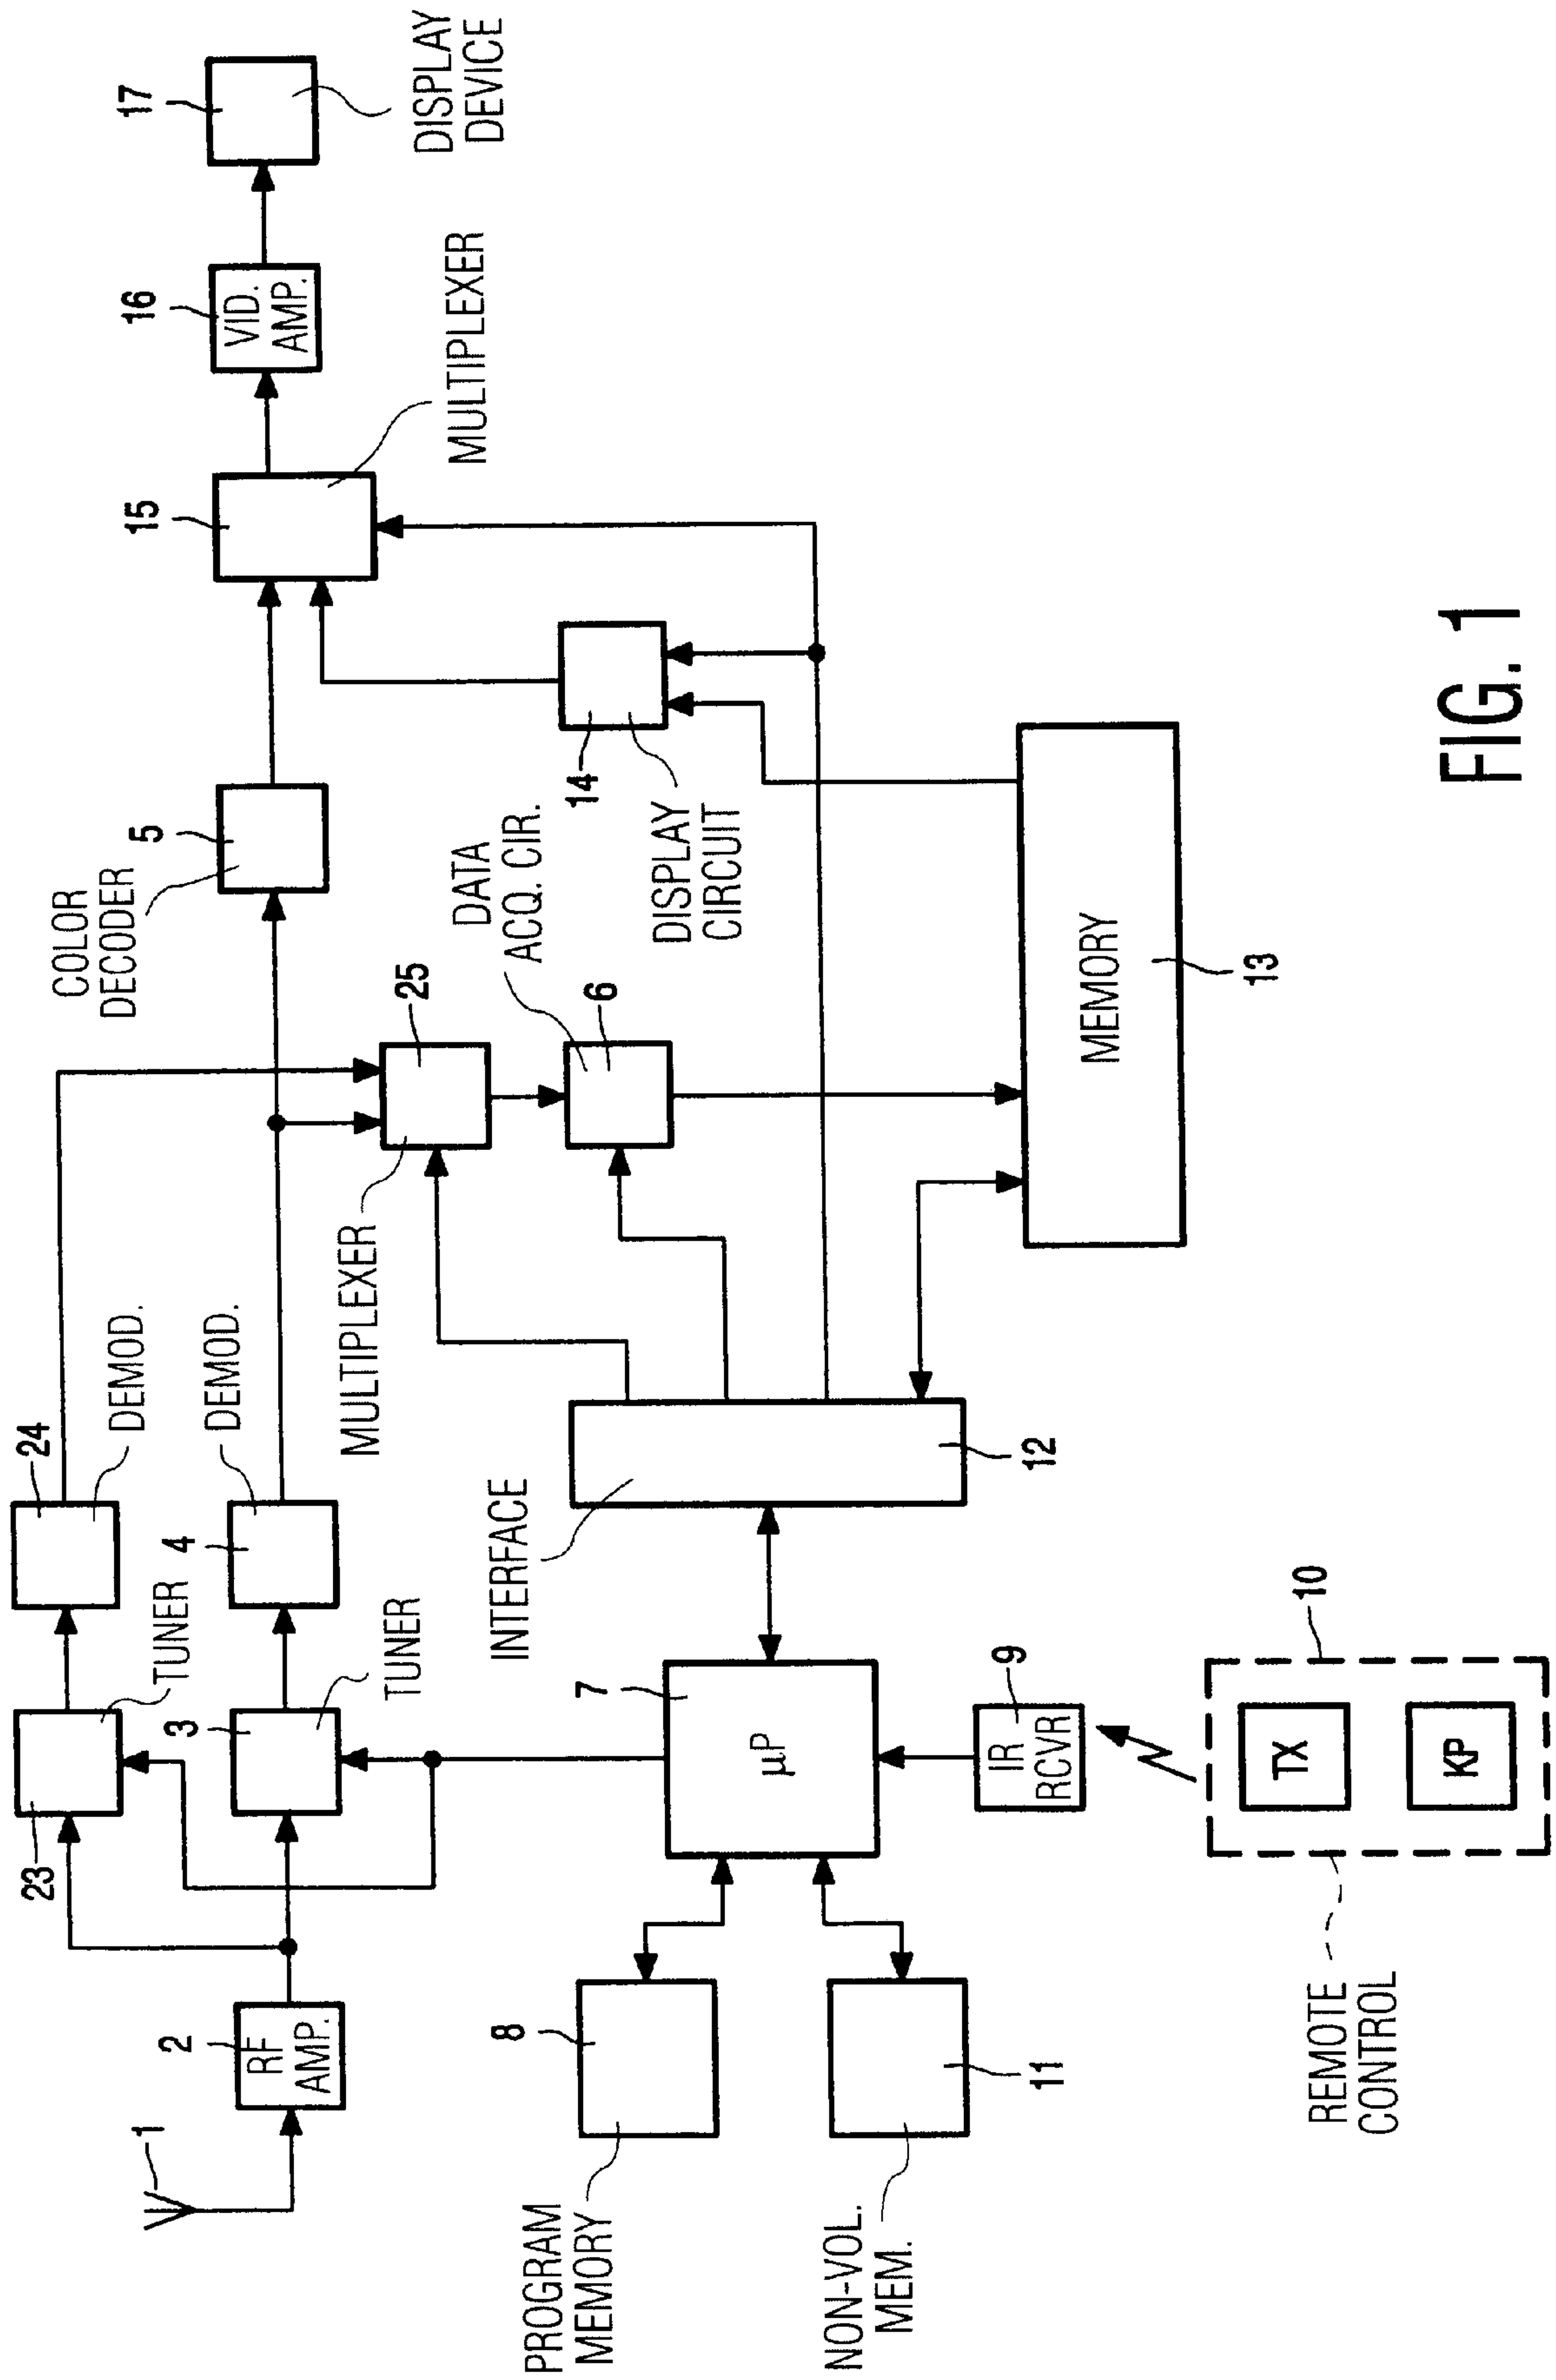 17
DISPLAY
DEVICE
16
VID.
AMP.
15
MULTIPLEXER
COLOR
DECODER
5
14
DISPLAY
CIRCUIT
DATA
ACQ. CIR.
25
MULTIPLEXER
6
MEMORY
13
24
DEMOD.
4
DEMOD.
23
TUNER
3
TUNER
INTERFACE
12
7
µP
9
IR
RCVR
10
TX
KP
REMOTE
CONTROL
1
2
RF
AMP.
8
PROGRAM
MEMORY
11
NON-VOL.
MEM.
FIG. 1